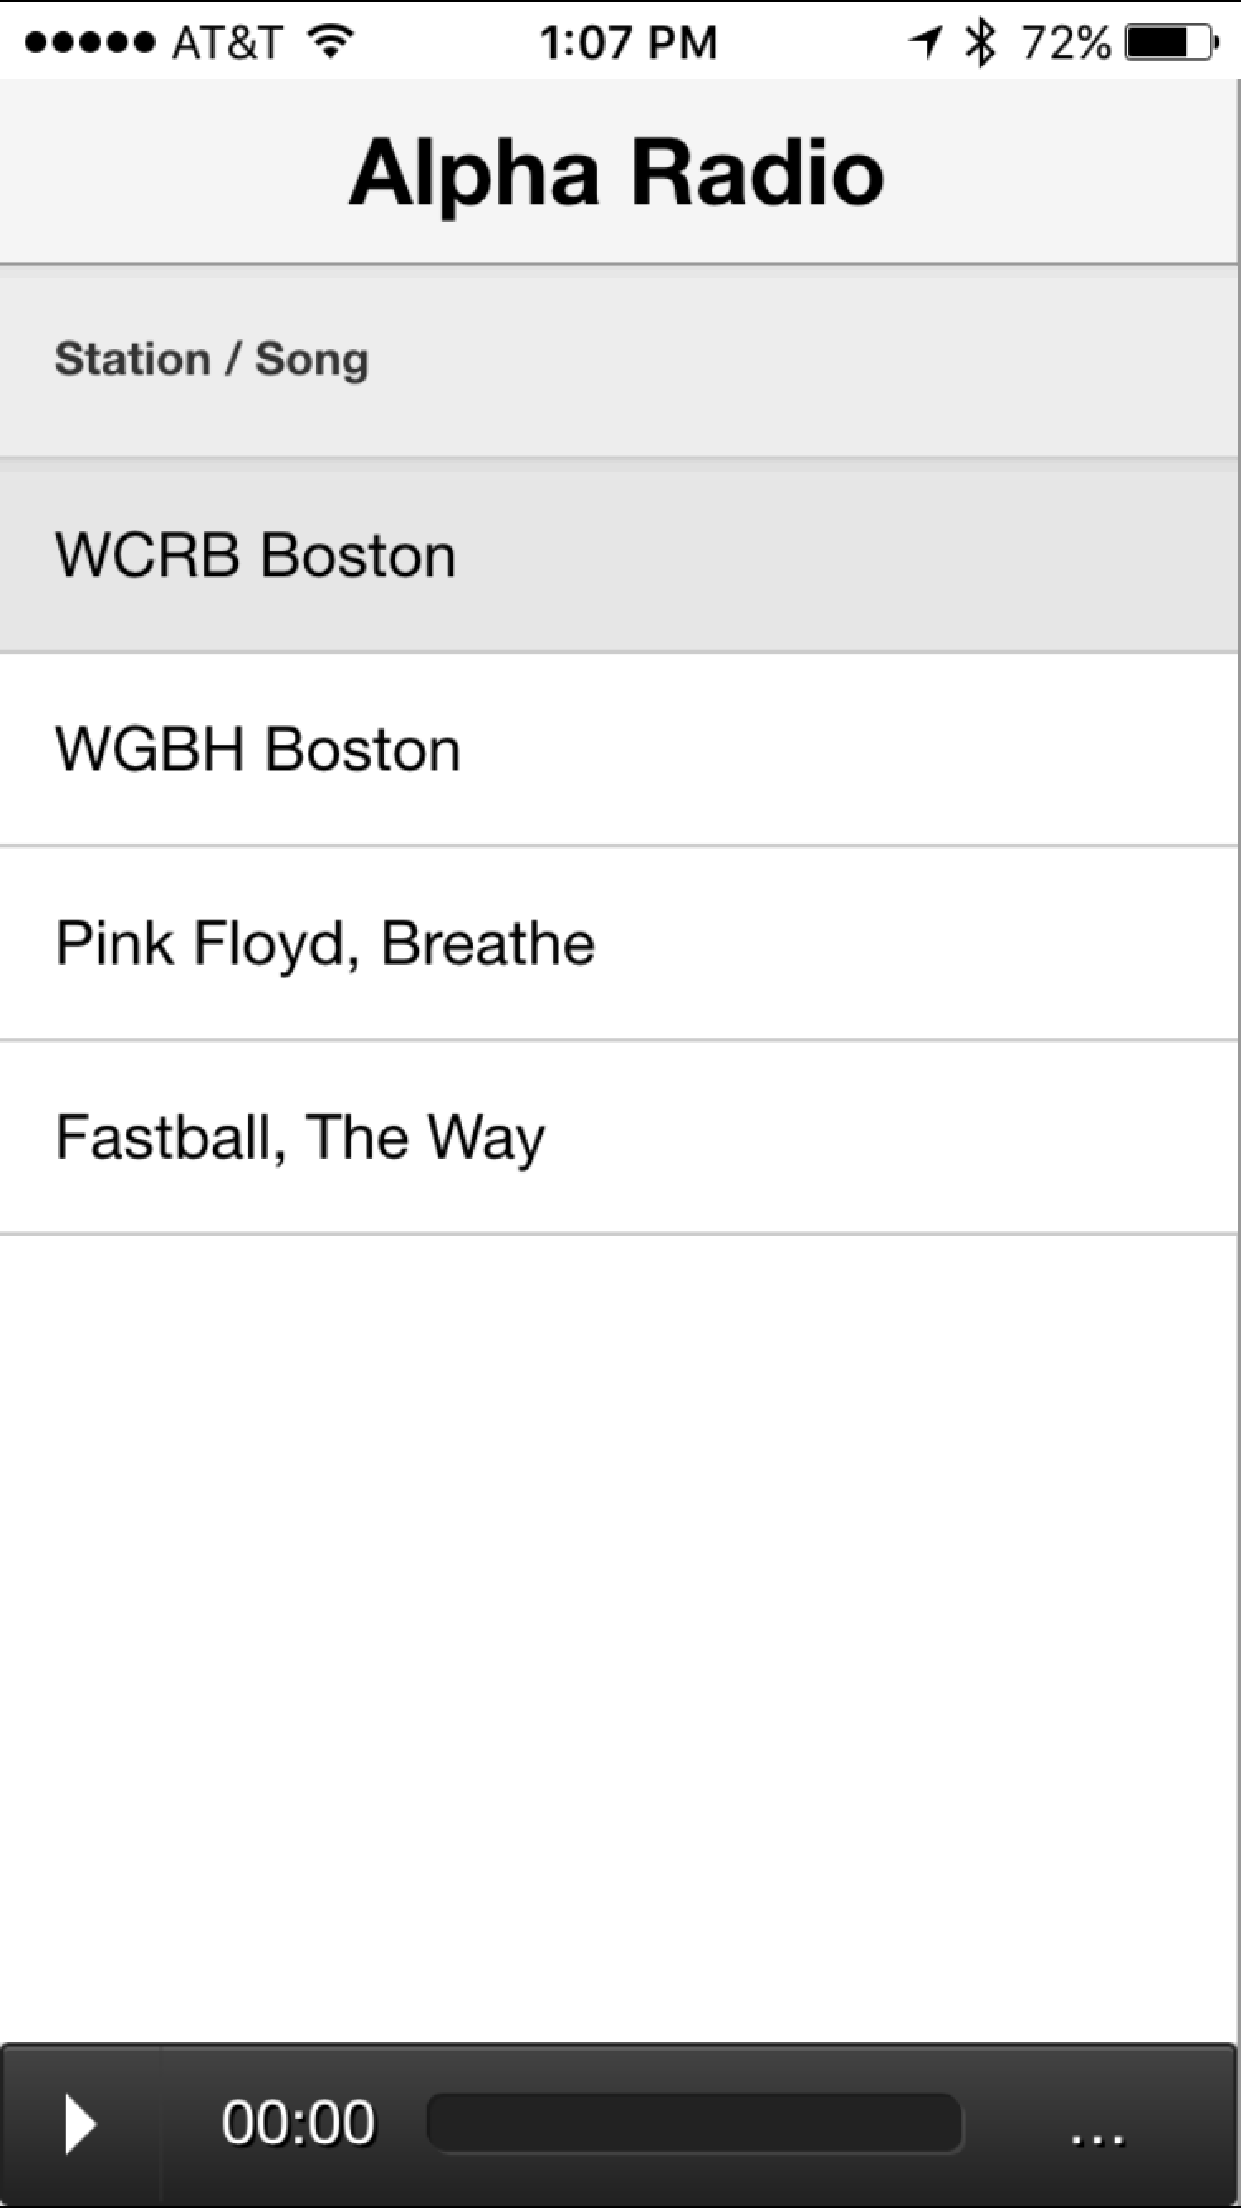 AT&T 1:07 PM 72%
Alpha Radio
Station / Song
WCRB Boston
WGBH Boston
Pink Floyd, Breathe
Fastball, The Way
00:00 ...